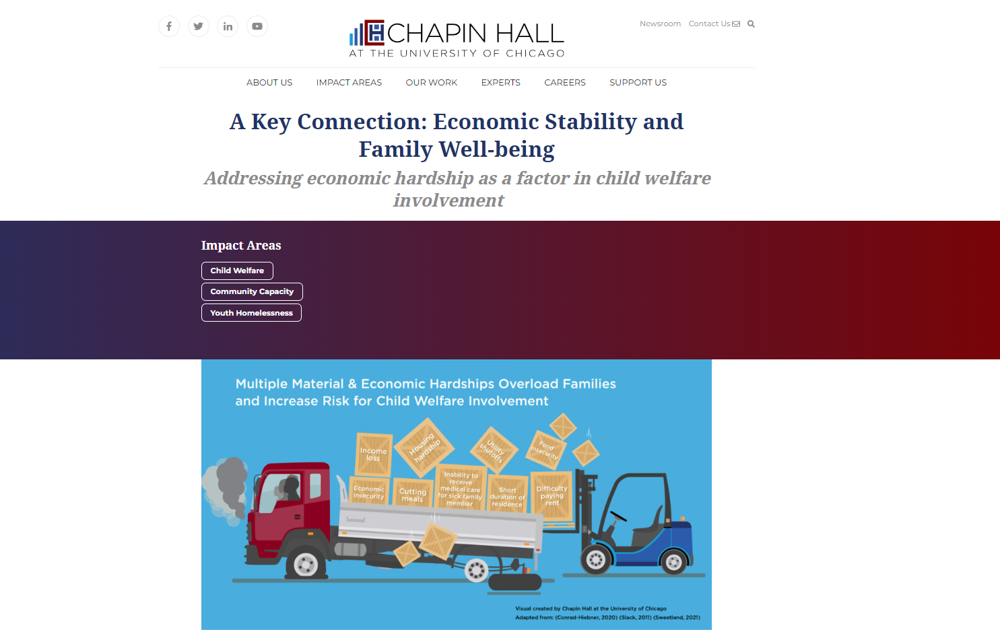 CHAPIN HALL
AT THE UNIVERSITY OF CHICAGO
Newsroom Contact Us
ABOUT US IMPACT AREAS OUR WORK EXPERTS CAREERS SUPPORT US
A Key Connection: Economic Stability and
Family Well-being
Addressing economic hardship as a factor in child welfare
involvement
Impact Areas
Child Welfare
Community Capacity
Youth Homelessness
Multiple Material & Economic Hardships Overload Families
and Increase Risk for Child Welfare Involvement
Income
loss
Housing
hardship
Utility
shutoffs
Food
insecurity
Economic
insecurity
Cutting
meals
Inability to
receive
medical care
for sick family
member
Short
duration of
residence
Difficulty
paying
rent
Visual created by Chapin Hall at the University of Chicago
Adapted from: (Conrad-Hiebner, 2020) (Slack, 2011) (Sweetland, 2021)